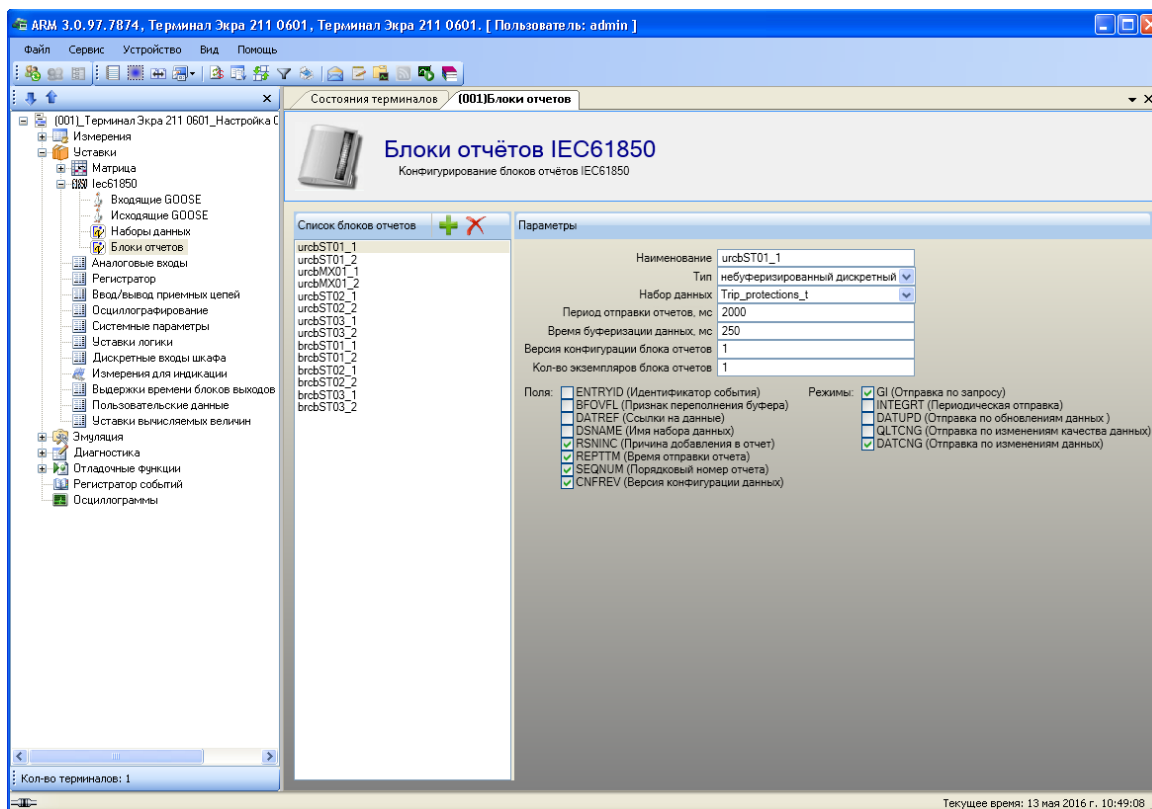 ARM 3.0.97.7874, Терминал Экра 211 0601, Терминал Экра 211 0601. [ Пользователь: admin ]
Файл Сервис Устройство Вид Помощь
Состояния терминалов (001)Блоки отчетов
(001)_Терминал Экра 211 0601_Настройка
Измерения
Уставки
Матрица
Iec61850
Входящие GOOSE
Исходящие GOOSE
Наборы данных
Блоки отчетов
Аналоговые входы
Регистратор
Ввод/вывод приемных цепей
Осциллографирование
Системные параметры
Уставки логики
Дискретные входы шкафа
Измерения для индикации
Выдержки времени блоков выходов
Пользовательские данные
Уставки вычисляемых величин
Эмуляция
Диагностика
Отладочные функции
Регистратор событий
Осциллограммы
Кол-во терминалов: 1
Блоки отчётов IEC61850
Конфигурирование блоков отчётов IEC61850
Список блоков отчетов
urcbST01_1
urcbST01_2
urcbMX01_1
urcbMX01_2
urcbST02_1
urcbST02_2
urcbST03_1
urcbST03_2
brcbST01_1
brcbST01_2
brcbST02_1
brcbST02_2
brcbST03_1
brcbST03_2
Параметры
Наименование urcbST01_1
Тип небуферизированный дискретный
Набор данных Trip_protections_t
Период отправки отчетов, мс 2000
Время буферизации данных, мс 250
Версия конфигурации блока отчетов 1
Кол-во экземпляров блока отчетов 1
Поля:
ENTRYID (Идентификатор события)
BFOVFL (Признак переполнения буфера)
DATREF (Ссылки на данные)
DSNAME (Имя набора данных)
RSNINC (Причина добавления в отчет)
REPTTM (Время отправки отчета)
SEQNUM (Порядковый номер отчета)
CNFREV (Версия конфигурации данных)
Режимы:
GI (Отправка по запросу)
INTEGRT (Периодическая отправка)
DATUPD (Отправка по обновлениям данных )
QLTCNG (Отправка по изменениям качества данных)
DATCNG (Отправка по изменениям данных)
Текущее время: 13 мая 2016 г. 10:49:08